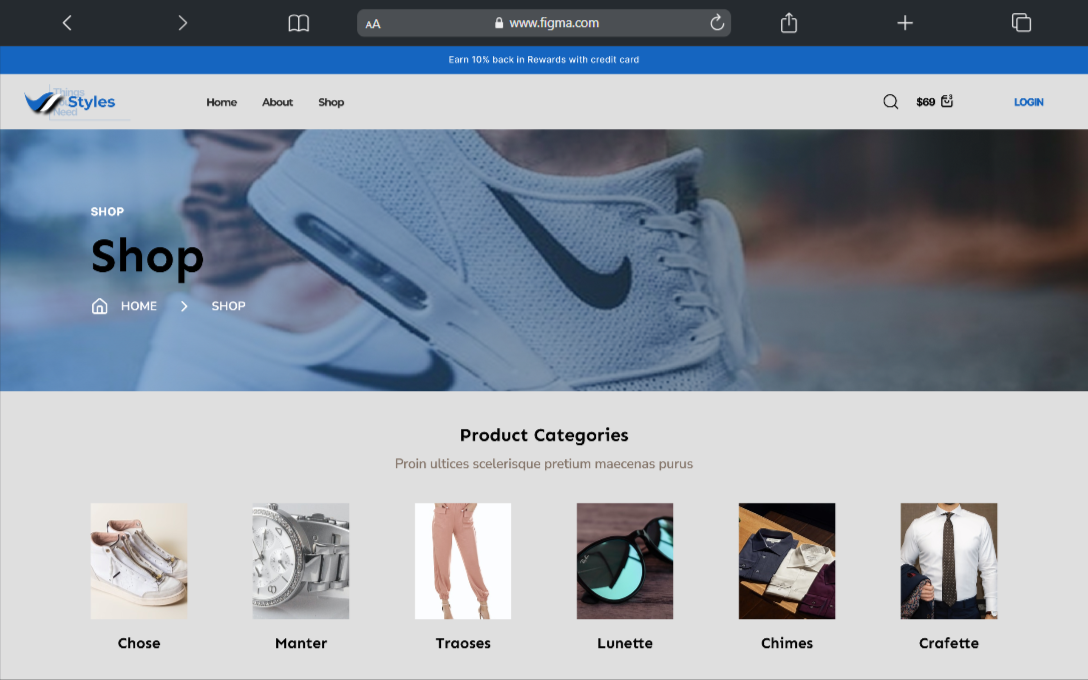 AA www.figma.com
Earn 10% back in Rewards with credit card
Things
Styles
Need
Home About Shop
$69 3
LOGIN
SHOP
Shop
HOME SHOP
Product Categories
Proin ultices scelerisque pretium maecenas purus
Chose Manter Traoses Lunette Chimes Crafette